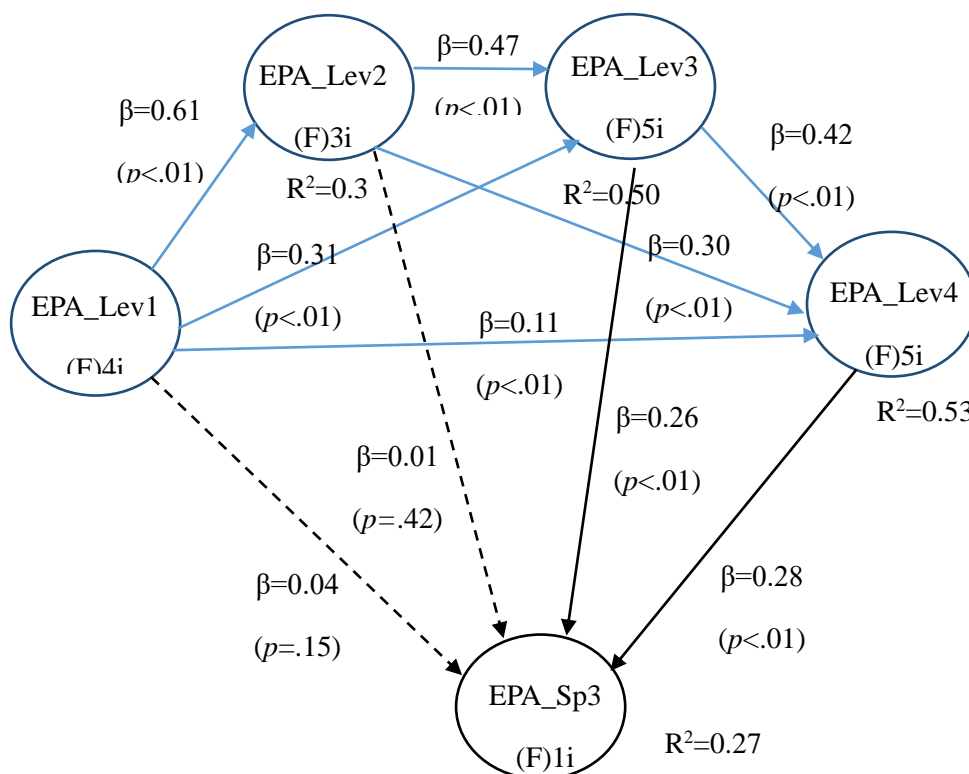 β=0.47
EPA_Lev2
(F)3i
(p<.01)
EPA_Lev3
(F)5i
β=0.61
(p<.01)
β=0.42
(p<.01)
R²=0.3
R²=0.50
β=0.31
(p<.01)
β=0.30
(p<.01)
EPA_Lev1
(F)4i
EPA_Lev4
(F)5i
β=0.11
(p<.01)
R²=0.53
β=0.26
(p<.01)
β=0.01
(p=.42)
β=0.04
(p=.15)
β=0.28
(p<.01)
EPA_Sp3
(F)1i
R²=0.27